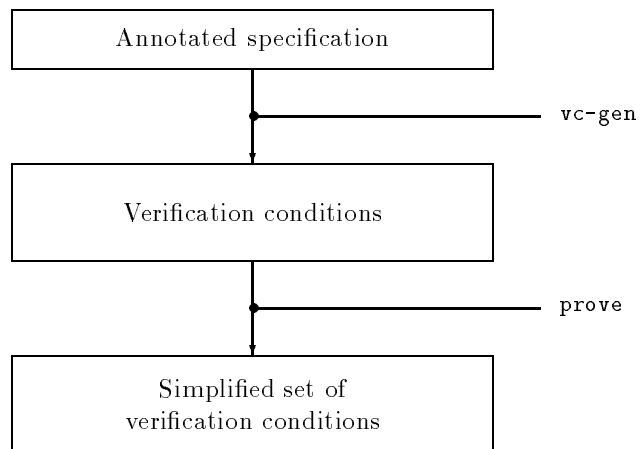 Annotated specification
vc-gen
Verification conditions
prove
Simplified set of
verification conditions